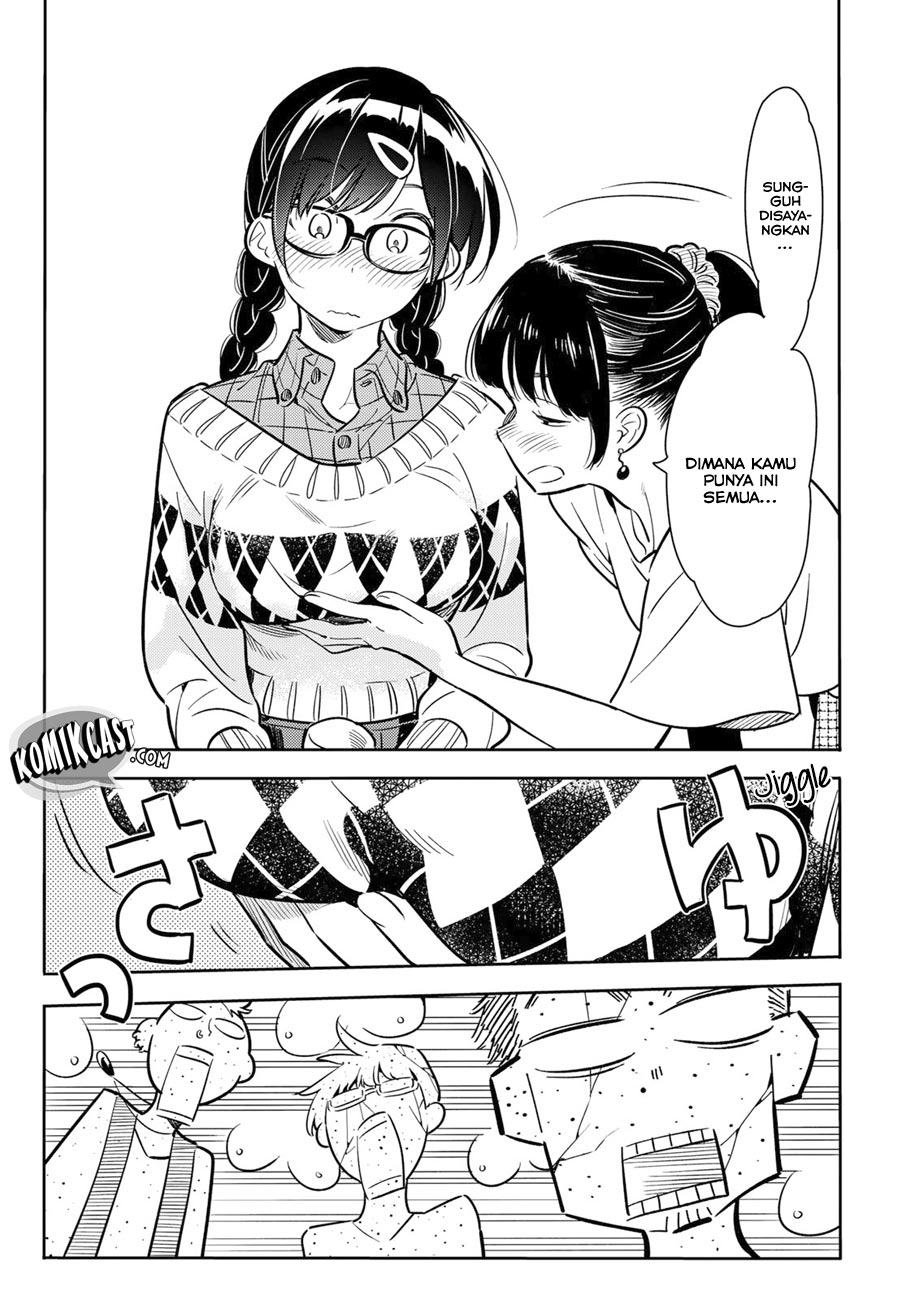 SUNG-
GUH
DISAYA-
NGKAN
...
DIMANA KAMU
PUNYA INI
SEMUA...
KOMIKCAST
.COM
Jiggle
ゆ
さっ